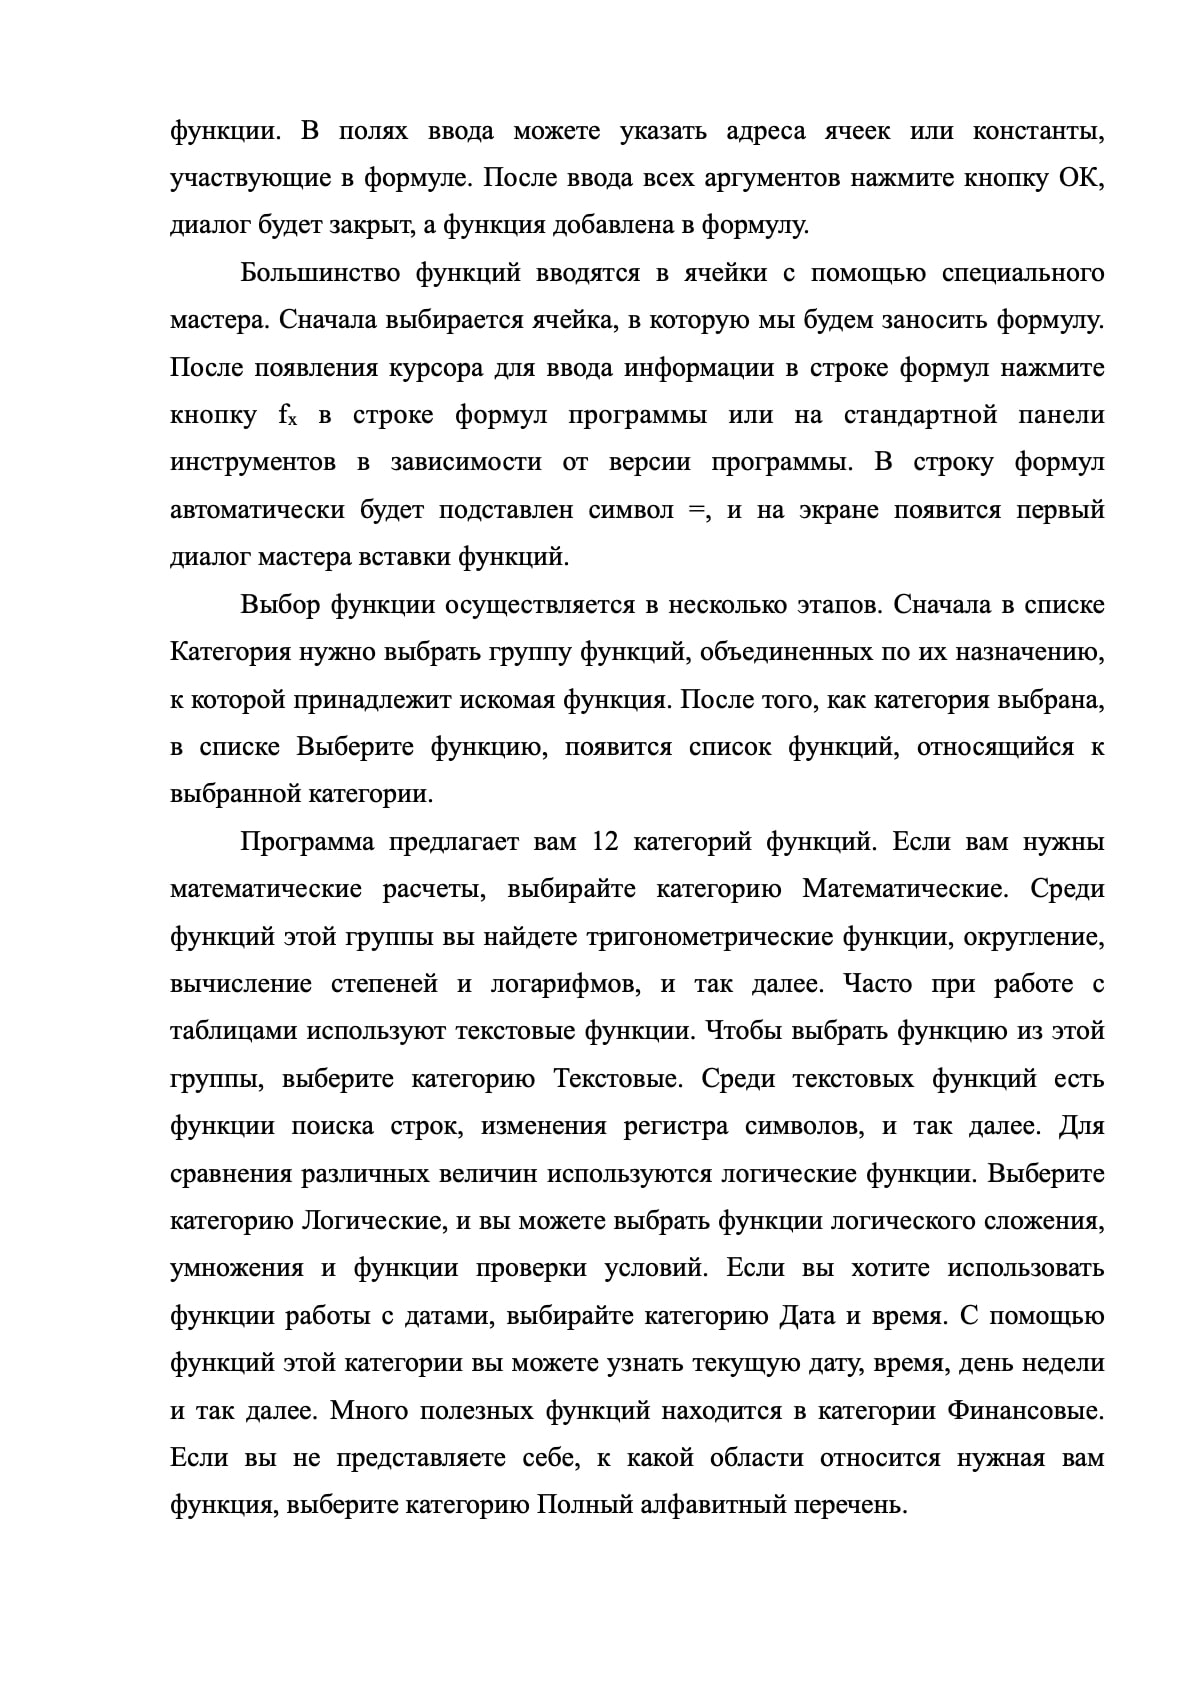 функции. В полях ввода можете указать адреса ячеек или константы,
участвующие в формуле. После ввода всех аргументов нажмите кнопку ОК,
диалог будет закрыт, а функция добавлена в формулу.
Большинство функций вводятся в ячейки с помощью специального
мастера. Сначала выбирается ячейка, в которую мы будем заносить формулу.
После появления курсора для ввода информации в строке формул нажмите
кнопку fx в строке формул программы или на стандартной панели
инструментов в зависимости от версии программы. В строку формул
автоматически будет подставлен символ =, и на экране появится первый
диалог мастера вставки функций.
Выбор функции осуществляется в несколько этапов. Сначала в списке
Категория нужно выбрать группу функций, объединенных по их назначению,
к которой принадлежит искомая функция. После того, как категория выбрана,
в списке Выберите функцию, появится список функций, относящийся к
выбранной категории.
Программа предлагает вам 12 категорий функций. Если вам нужны
математические расчеты, выбирайте категорию Математические. Среди
функций этой группы вы найдете тригонометрические функции, округление,
вычисление степеней и логарифмов, и так далее. Часто при работе с
таблицами используют текстовые функции. Чтобы выбрать функцию из этой
группы, выберите категорию Текстовые. Среди текстовых функций есть
функции поиска строк, изменения регистра символов, и так далее. Для
сравнения различных величин используются логические функции. Выберите
категорию Логические, и вы можете выбрать функции логического сложения,
умножения и функции проверки условий. Если вы хотите использовать
функции работы с датами, выбирайте категорию Дата и время. С помощью
функций этой категории вы можете узнать текущую дату, время, день недели
и так далее. Много полезных функций находится в категории Финансовые.
Если вы не представляете себе, к какой области относится нужная вам
функция, выберите категорию Полный алфавитный перечень.